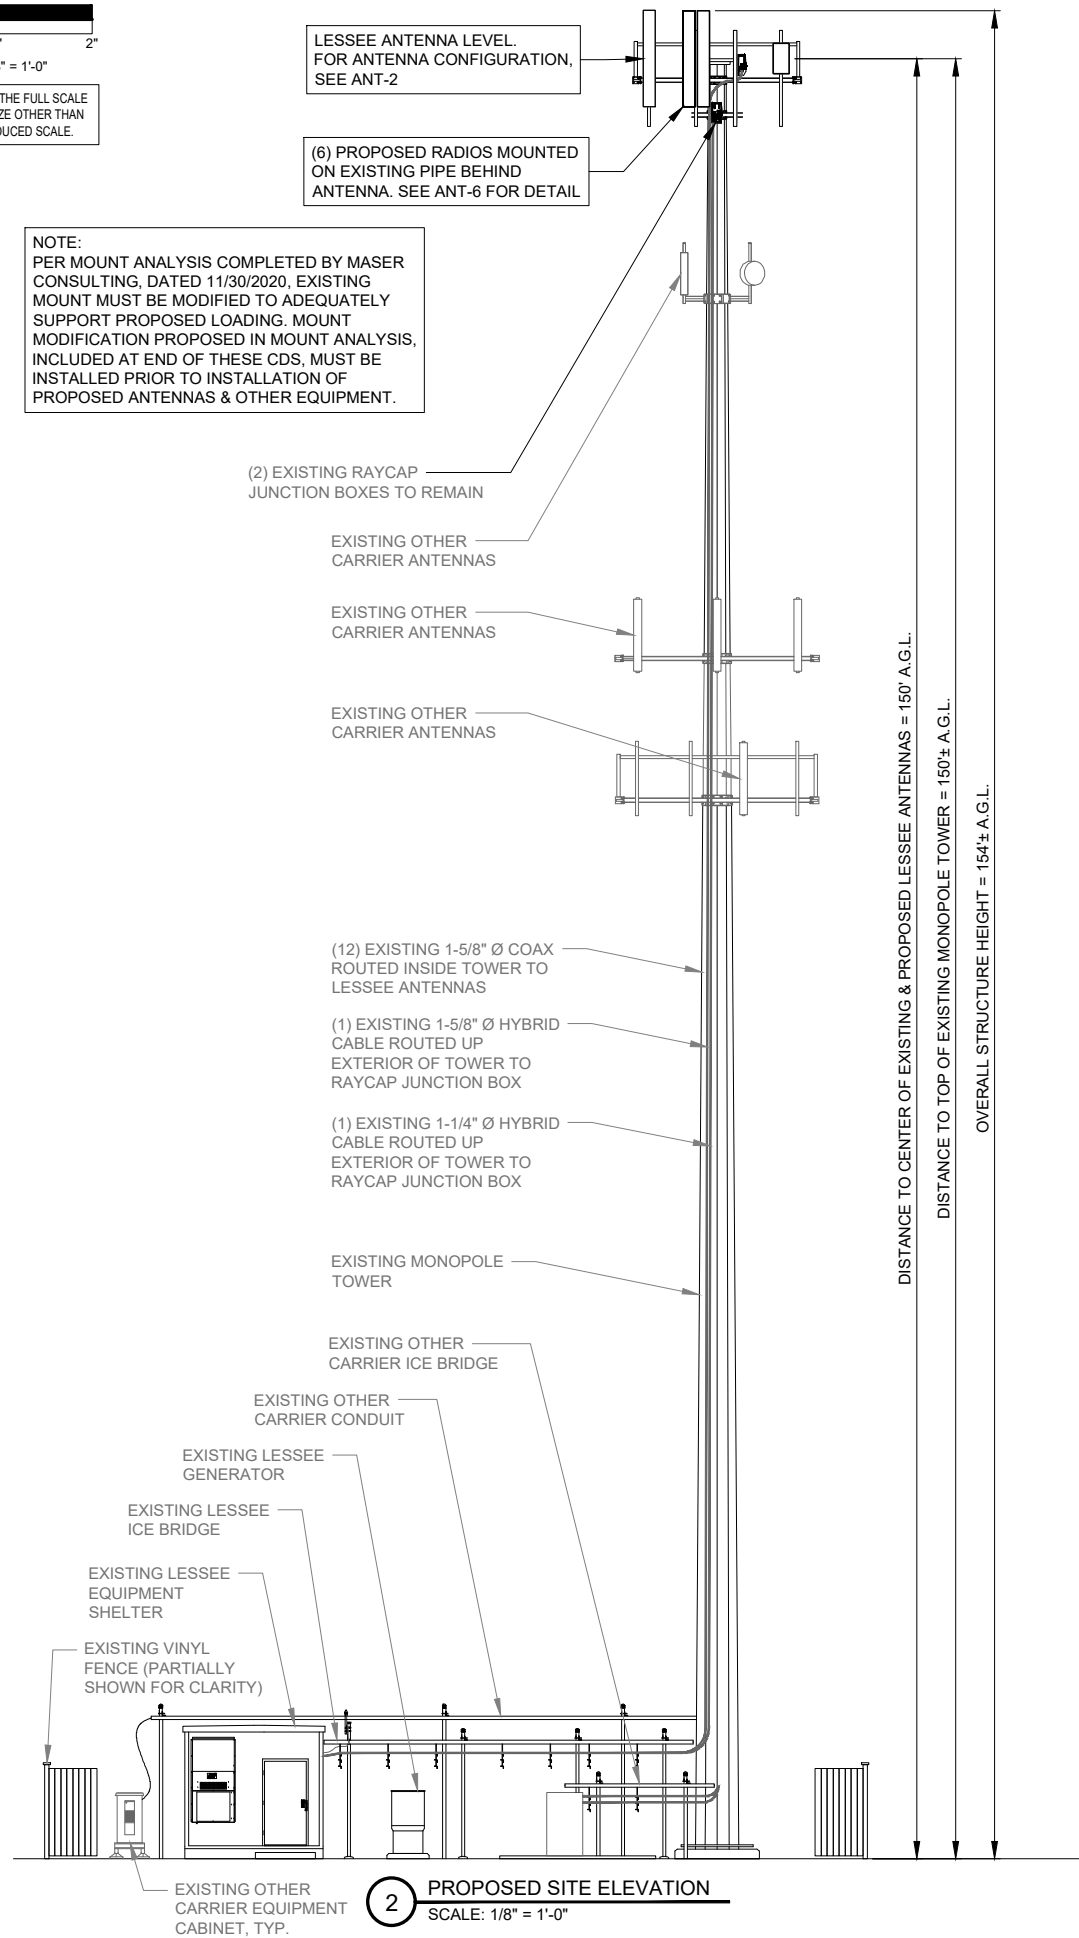 2"
" = 1'-0"
THE FULL SCALE
ZE OTHER THAN
DUCED SCALE.
LESSEE ANTENNA LEVEL.
FOR ANTENNA CONFIGURATION,
SEE ANT-2
(6) PROPOSED RADIOS MOUNTED
ON EXISTING PIPE BEHIND
ANTENNA. SEE ANT-6 FOR DETAIL
NOTE:
PER MOUNT ANALYSIS COMPLETED BY MASER
CONSULTING, DATED 11/30/2020, EXISTING
MOUNT MUST BE MODIFIED TO ADEQUATELY
SUPPORT PROPOSED LOADING. MOUNT
MODIFICATION PROPOSED IN MOUNT ANALYSIS,
INCLUDED AT END OF THESE CDS, MUST BE
INSTALLED PRIOR TO INSTALLATION OF
PROPOSED ANTENNAS & OTHER EQUIPMENT.
(2) EXISTING RAYCAP
JUNCTION BOXES TO REMAIN
EXISTING OTHER
CARRIER ANTENNAS
EXISTING OTHER
CARRIER ANTENNAS
EXISTING OTHER
CARRIER ANTENNAS
(12) EXISTING 1-5/8" Ø COAX
ROUTED INSIDE TOWER TO
LESSEE ANTENNAS
(1) EXISTING 1-5/8" Ø HYBRID
CABLE ROUTED UP
EXTERIOR OF TOWER TO
RAYCAP JUNCTION BOX
(1) EXISTING 1-1/4" Ø HYBRID
CABLE ROUTED UP
EXTERIOR OF TOWER TO
RAYCAP JUNCTION BOX
EXISTING MONOPOLE
TOWER
EXISTING OTHER
CARRIER ICE BRIDGE
EXISTING OTHER
CARRIER CONDUIT
EXISTING LESSEE
GENERATOR
EXISTING LESSEE
ICE BRIDGE
EXISTING LESSEE
EQUIPMENT
SHELTER
EXISTING VINYL
FENCE (PARTIALLY
SHOWN FOR CLARITY)
EXISTING OTHER
CARRIER EQUIPMENT
CABINET, TYP.
DISTANCE TO CENTER OF EXISTING & PROPOSED LESSEE ANTENNAS = 150' A.G.L.
DISTANCE TO TOP OF EXISTING MONOPOLE TOWER = 150'± A.G.L.
OVERALL STRUCTURE HEIGHT = 154'± A.G.L.
2
PROPOSED SITE ELEVATION
SCALE: 1/8" = 1'-0"